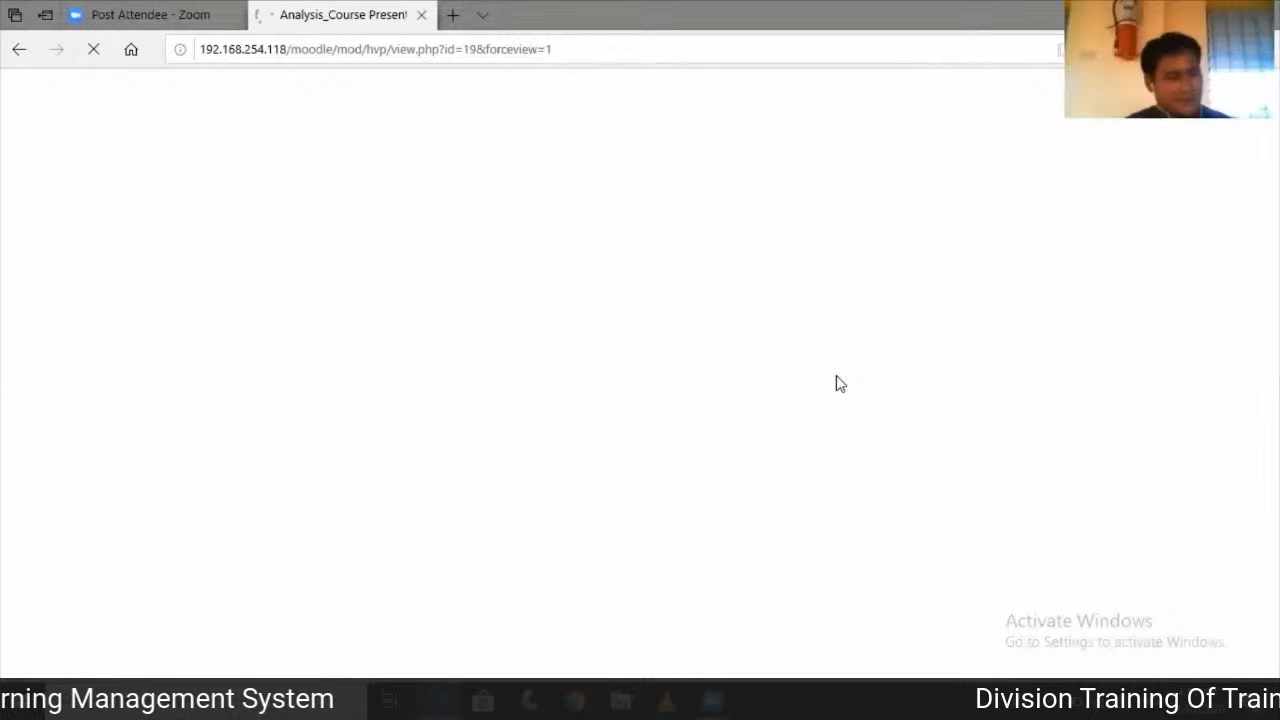 Post Attendee - Zoom
Analysis_Course Present
192.168.254.118/moodle/mod/hvp/view.php?id=19&forceview=1
Activate Windows
Go to Settings to activate Windows.
rning Management System
Division Training Of Train